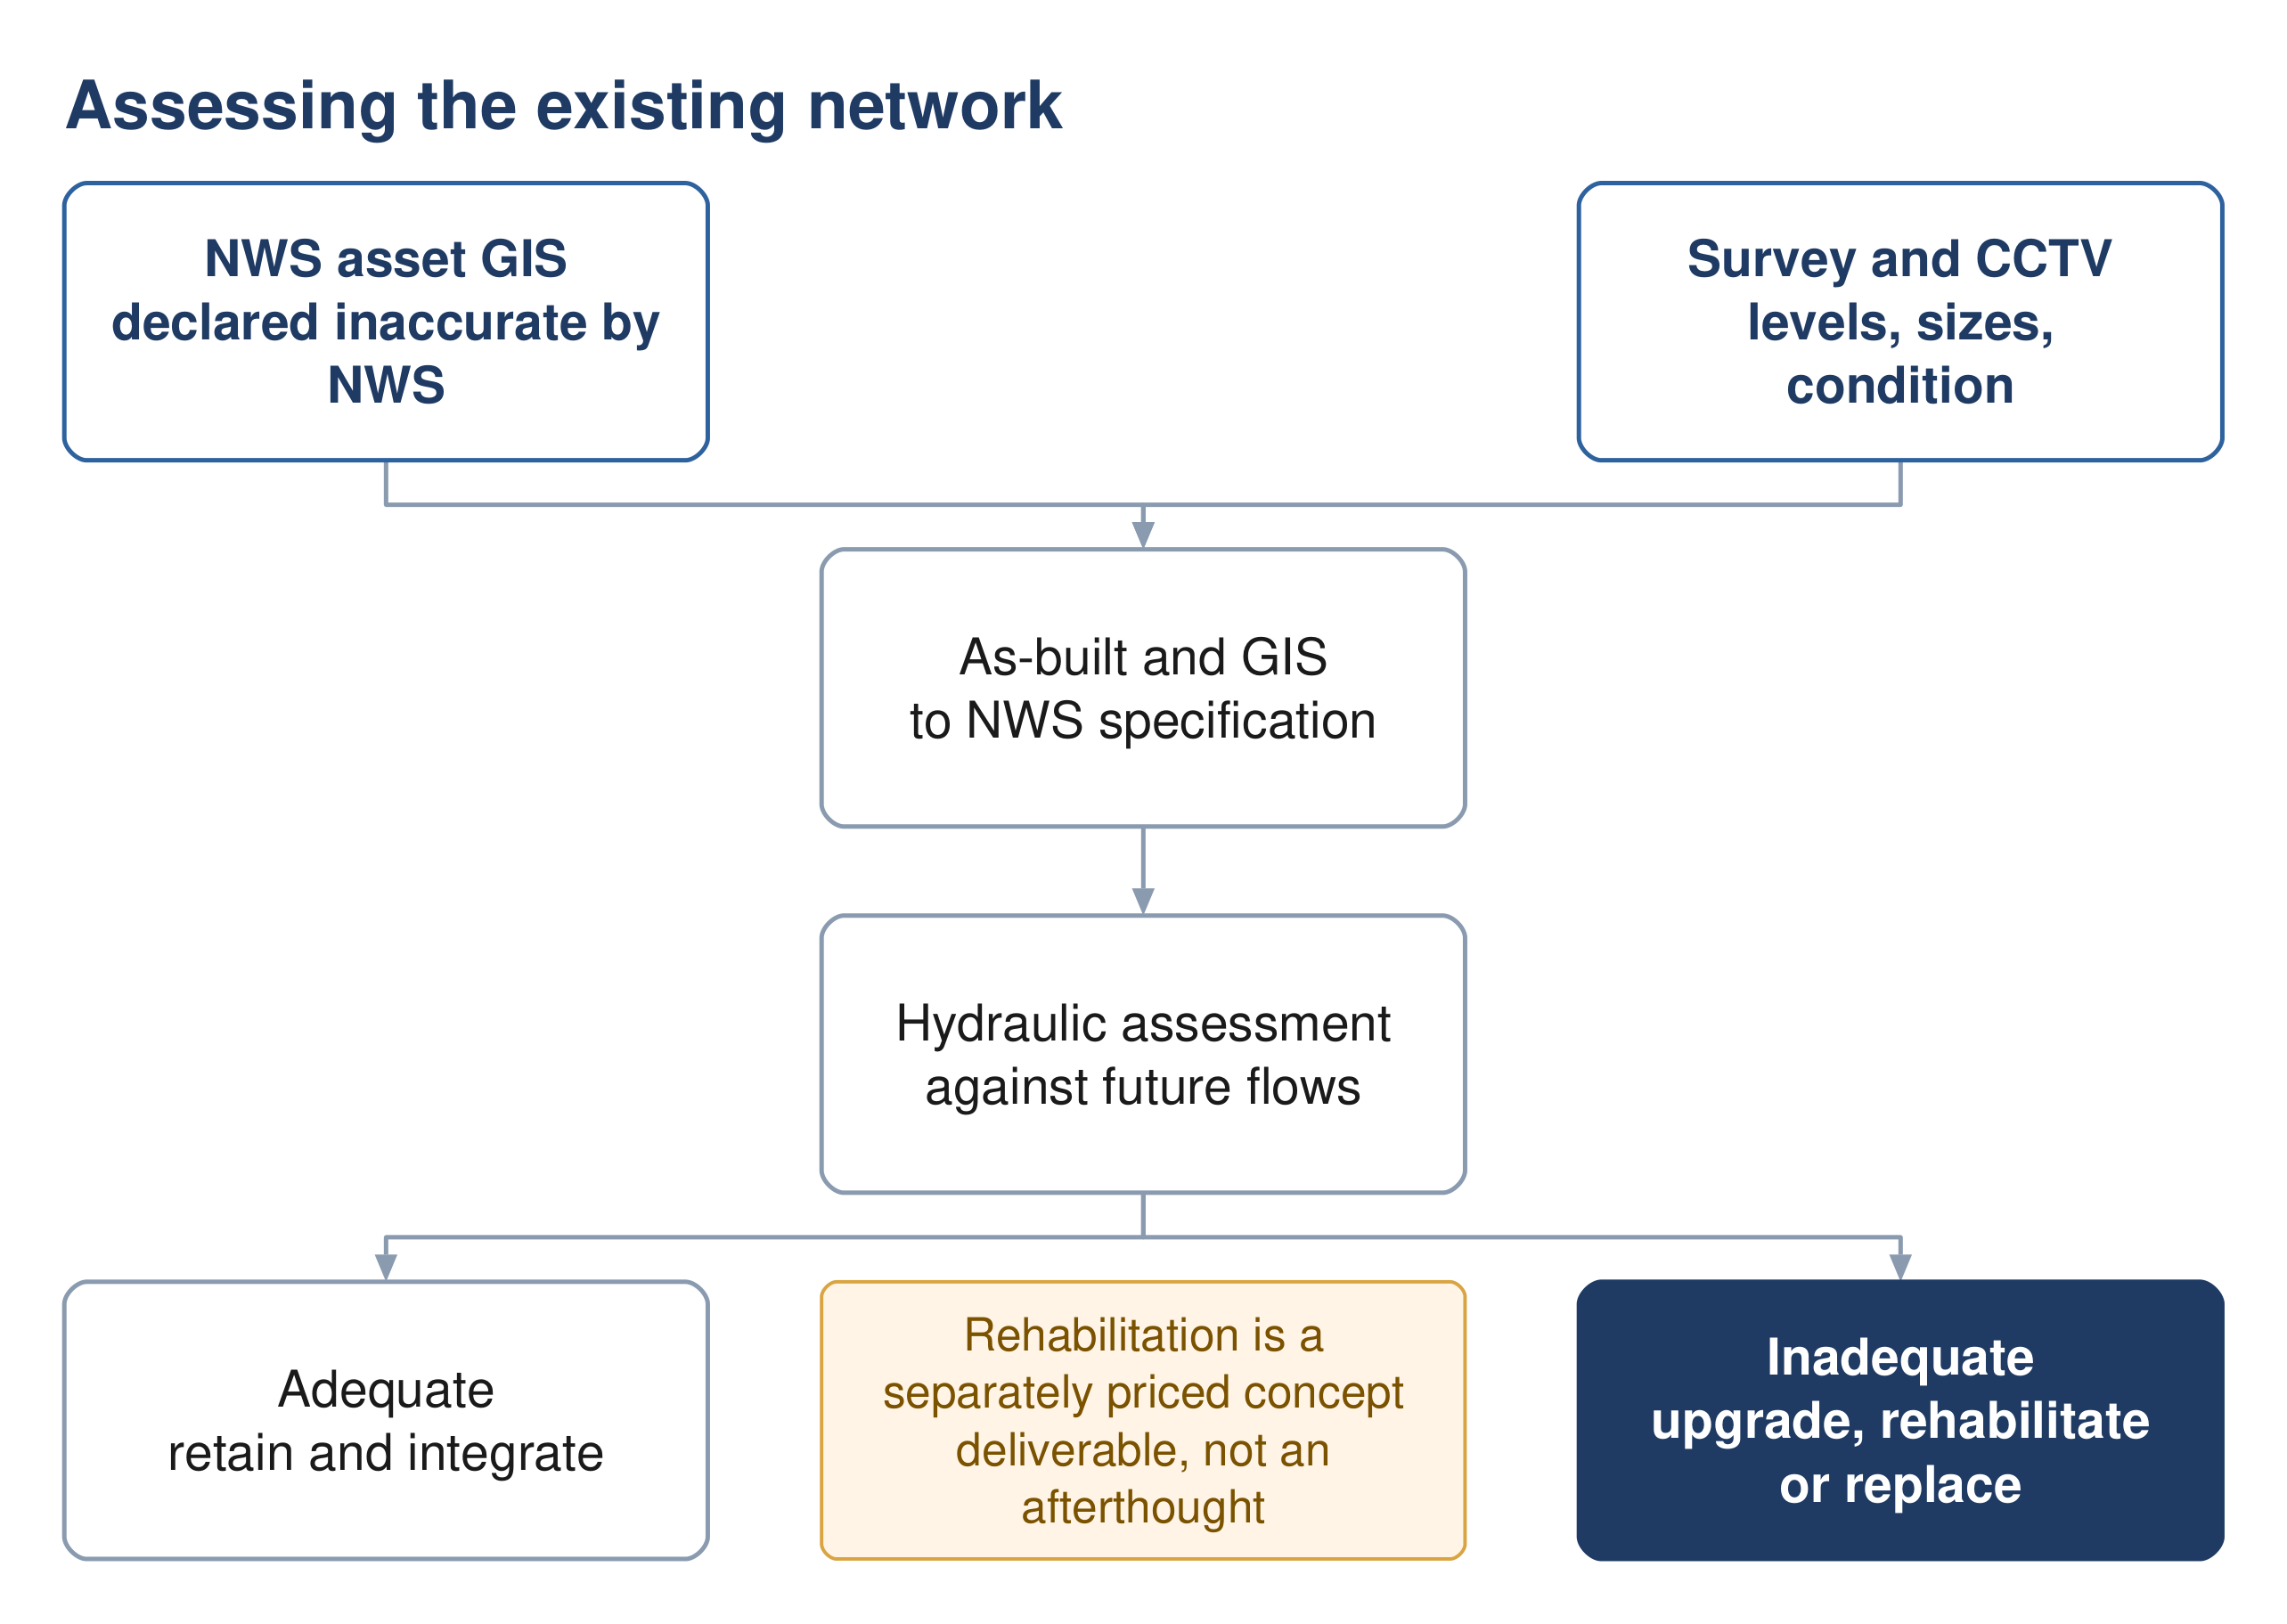 Assessing the existing network
NWS asset GIS
declared inaccurate by
NWS
Survey and CCTV
levels, sizes,
condition
As-built and GIS
to NWS specification
Hydraulic assessment
against future flows
Adequate
retain and integrate
Rehabilitation is a
separately priced concept
deliverable, not an
afterthought
Inadequate
upgrade, rehabilitate
or replace